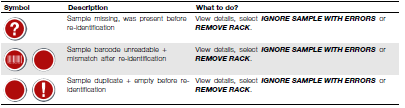 Symbol Description What to do?
Sample missing, was present before View details, select IGNORE SAMPLE WITH ERRORS or
re-identification REMOVE RACK.
Sample barcode unreadable + View details, select IGNORE SAMPLE WITH ERRORS or
mismatch after re-identification REMOVE RACK.
Sample duplicate + empty before re- View details, select IGNORE SAMPLE WITH ERRORS or
identification REMOVE RACK.